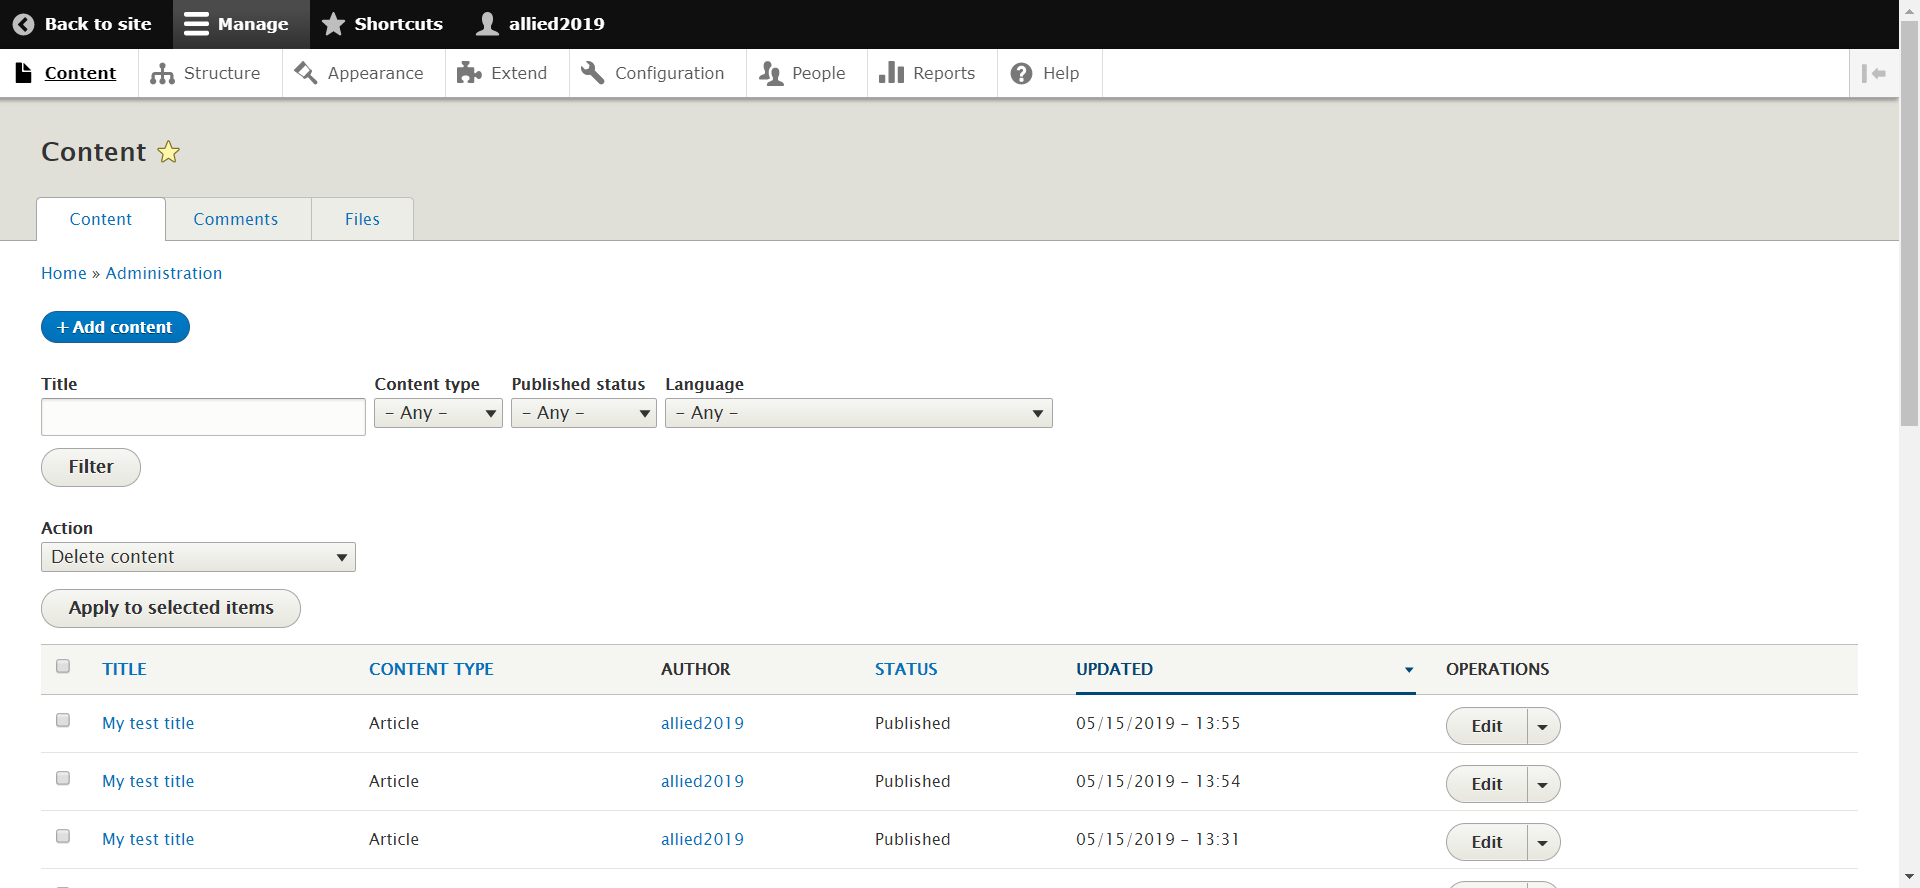 Back to site Manage Shortcuts allied2019
Content Structure Appearance Extend Configuration People Reports Help
Content
Content Comments Files
Home » Administration
+ Add content
Title Content type Published status Language
- Any - - Any - - Any -
Filter
Action
Delete content
Apply to selected items
TITLE CONTENT TYPE AUTHOR STATUS UPDATED OPERATIONS
My test title Article allied2019 Published 05/15/2019 - 13:55 Edit
My test title Article allied2019 Published 05/15/2019 - 13:54 Edit
My test title Article allied2019 Published 05/15/2019 - 13:31 Edit